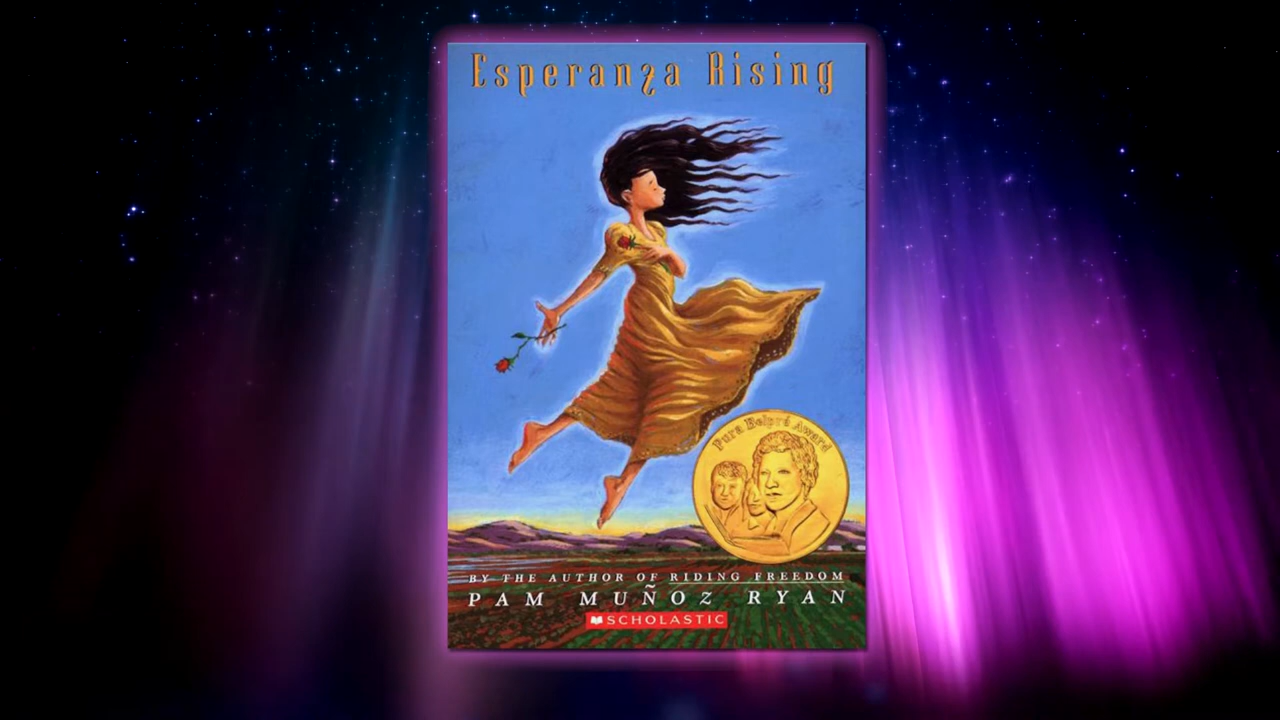 Esperanza Rising
Pura Belpré Award
BY THE AUTHOR OF RIDING FREEDOM
PAM MUÑOZ RYAN
SCHOLASTIC